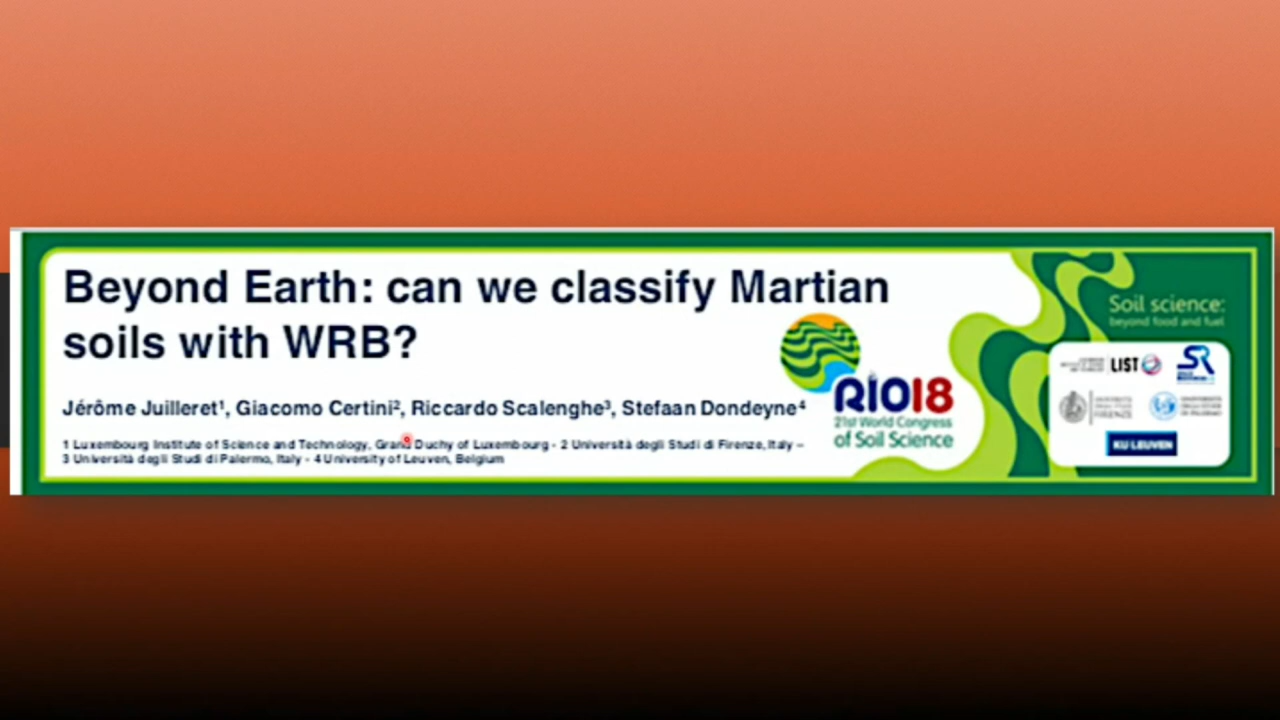 Beyond Earth: can we classify Martian
soils with WRB?
Jérôme Juilleret¹, Giacomo Certini², Riccardo Scalenghe³, Stefaan Dondeyne⁴
1 Luxembourg Institute of Science and Technology, Grand Duchy of Luxembourg - 2 Università degli Studi di Firenze, Italy –
3 Università degli Studi di Palermo, Italy - 4 University of Leuven, Belgium
RIO18
21st World Congress
of Soil Science
Soil science:
beyond food and fuel
LIST
SR
FIRENZE
KU LEUVEN